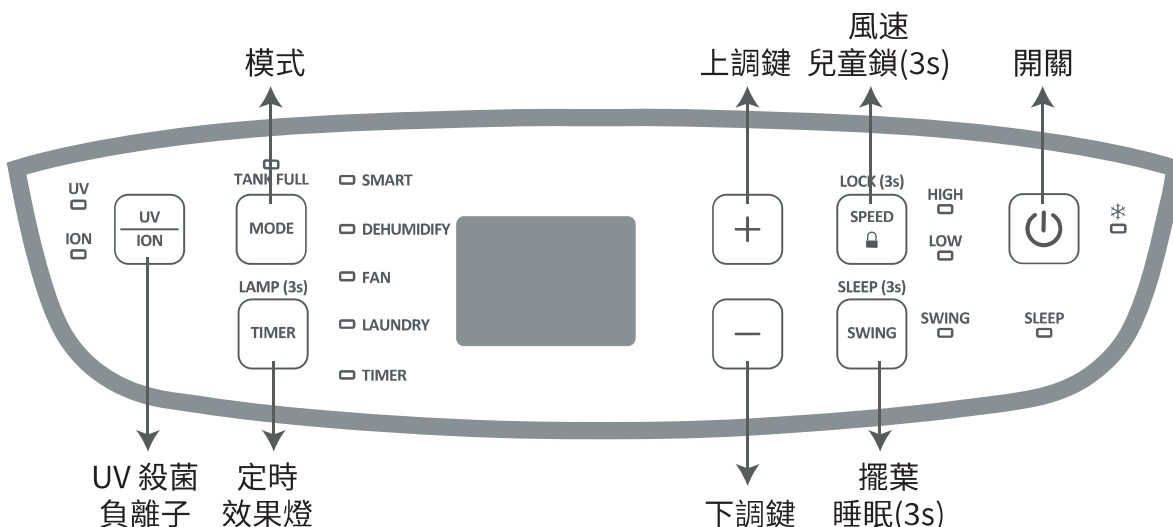 風速
模式
上調鍵
兒童鎖(3s)
開關
TANK FULL
SMART
LOCK (3s)
UV
UV
ION
ION
MODE
DEHUMIDIFY
+
SPEED
HIGH
LOW
FAN
LAMP (3s)
SLEEP (3s)
TIMER
LAUNDRY
−
SWING
SWING
SLEEP
TIMER
UV 殺菌
負離子
定時
效果燈
下調鍵
擺葉
睡眠(3s)